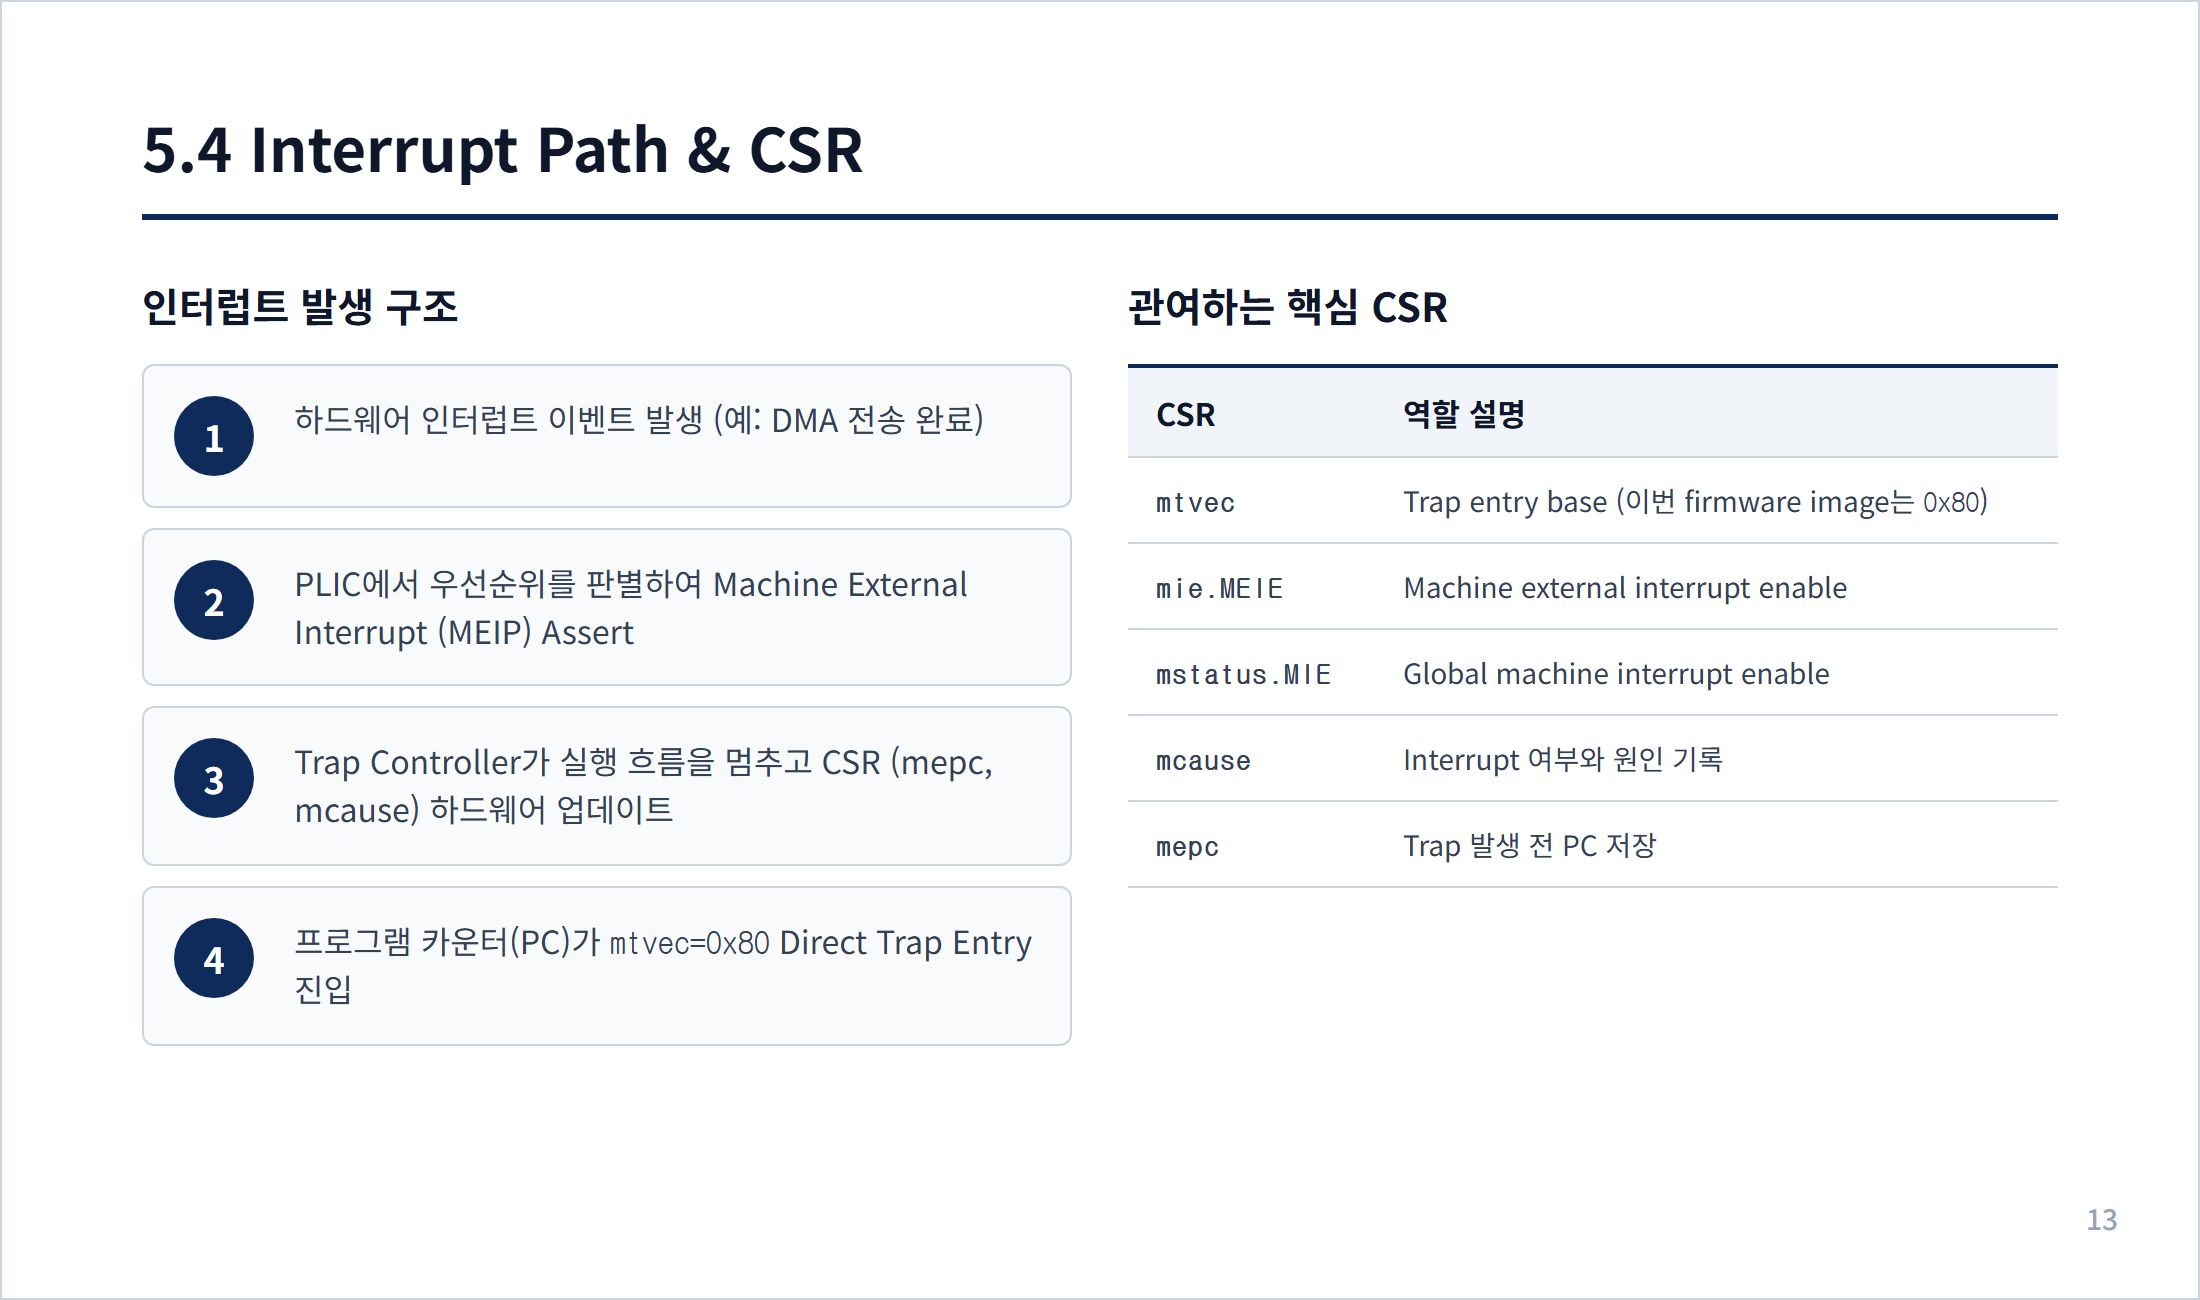 5.4 Interrupt Path & CSR
인터럽트 발생 구조
1
하드웨어 인터럽트 이벤트 발생 (예: DMA 전송 완료)
2
PLIC에서 우선순위를 판별하여 Machine External
Interrupt (MEIP) Assert
3
Trap Controller가 실행 흐름을 멈추고 CSR (mepc,
mcause) 하드웨어 업데이트
4
프로그램 카운터(PC)가 mtvec=0x80 Direct Trap Entry
진입
관여하는 핵심 CSR
CSR 역할 설명
mtvec Trap entry base (이번 firmware image는 0x80)
mie.MEIE Machine external interrupt enable
mstatus.MIE Global machine interrupt enable
mcause Interrupt 여부와 원인 기록
mepc Trap 발생 전 PC 저장
13